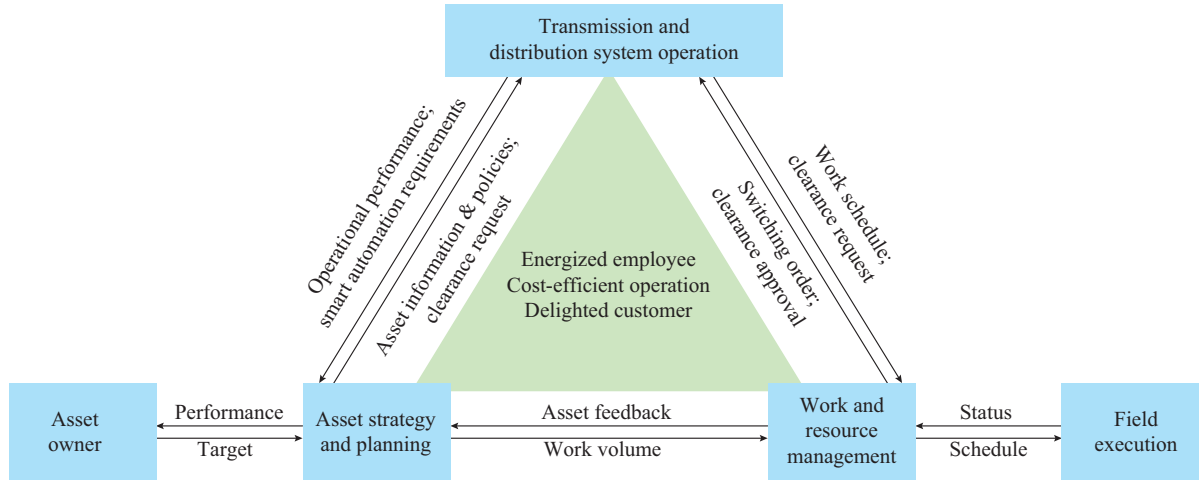 Transmission and
distribution system operation
Operational performance;
smart automation requirements
Asset information & policies;
clearance request
Switching order;
clearance approval
Work schedule;
clearance request
Energized employee
Cost-efficient operation
Delighted customer
Asset
owner
Performance
Target
Asset strategy
and planning
Asset feedback
Work volume
Work and
resource
management
Status
Schedule
Field
execution